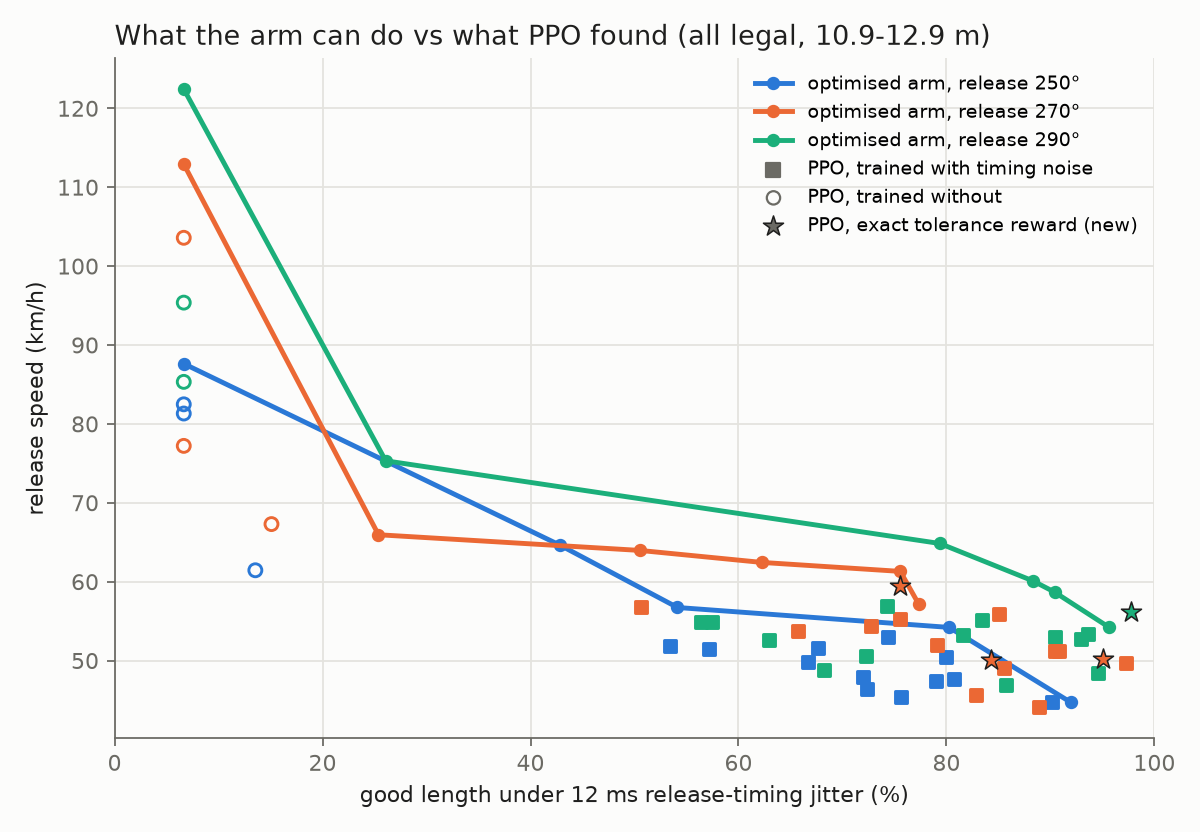 What the arm can do vs what PPO found (all legal, 10.9-12.9 m)
optimised arm, release 250°
optimised arm, release 270°
optimised arm, release 290°
PPO, trained with timing noise
PPO, trained without
PPO, exact tolerance reward (new)
release speed (km/h)
120
110
100
90
80
70
60
50
0 20 40 60 80 100
good length under 12 ms release-timing jitter (%)